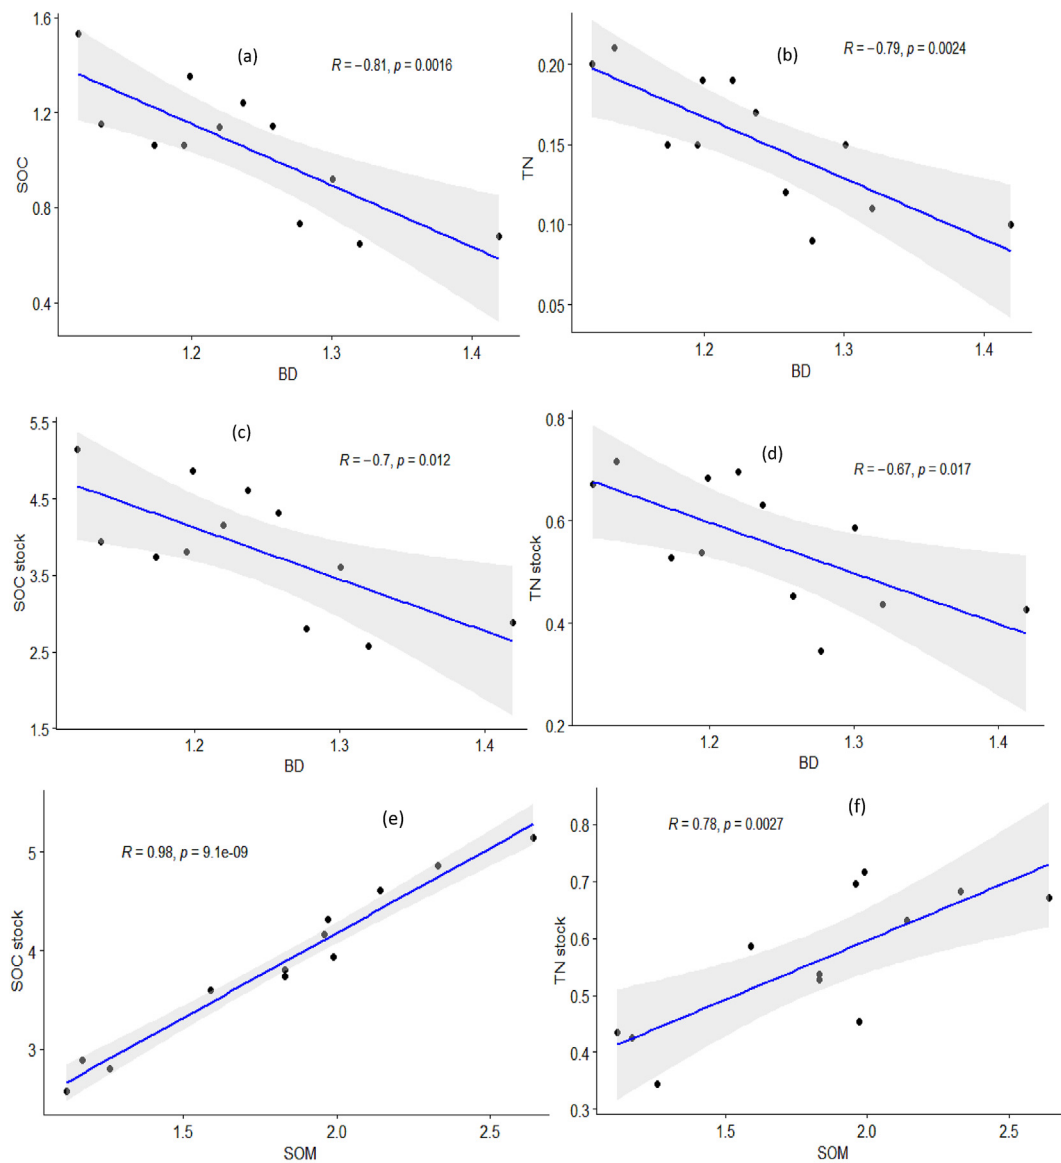 (a)
R = −0.81, p = 0.0016
1.6
1.2
0.8
0.4
SOC
1.2
1.3
1.4
BD
(b)
R = −0.79, p = 0.0024
0.20
0.15
0.10
0.05
TN
1.2
1.3
1.4
BD
(c)
R = −0.7, p = 0.012
5.5
4.5
3.5
2.5
1.5
SOC stock
1.2
1.3
1.4
BD
(d)
R = −0.67, p = 0.017
0.8
0.6
0.4
0.2
TN stock
1.2
1.3
1.4
BD
(e)
R = 0.98, p = 9.1e-09
5
4
3
SOC stock
1.5
2.0
2.5
SOM
(f)
R = 0.78, p = 0.0027
0.8
0.7
0.6
0.5
0.4
0.3
TN stock
1.5
2.0
2.5
SOM